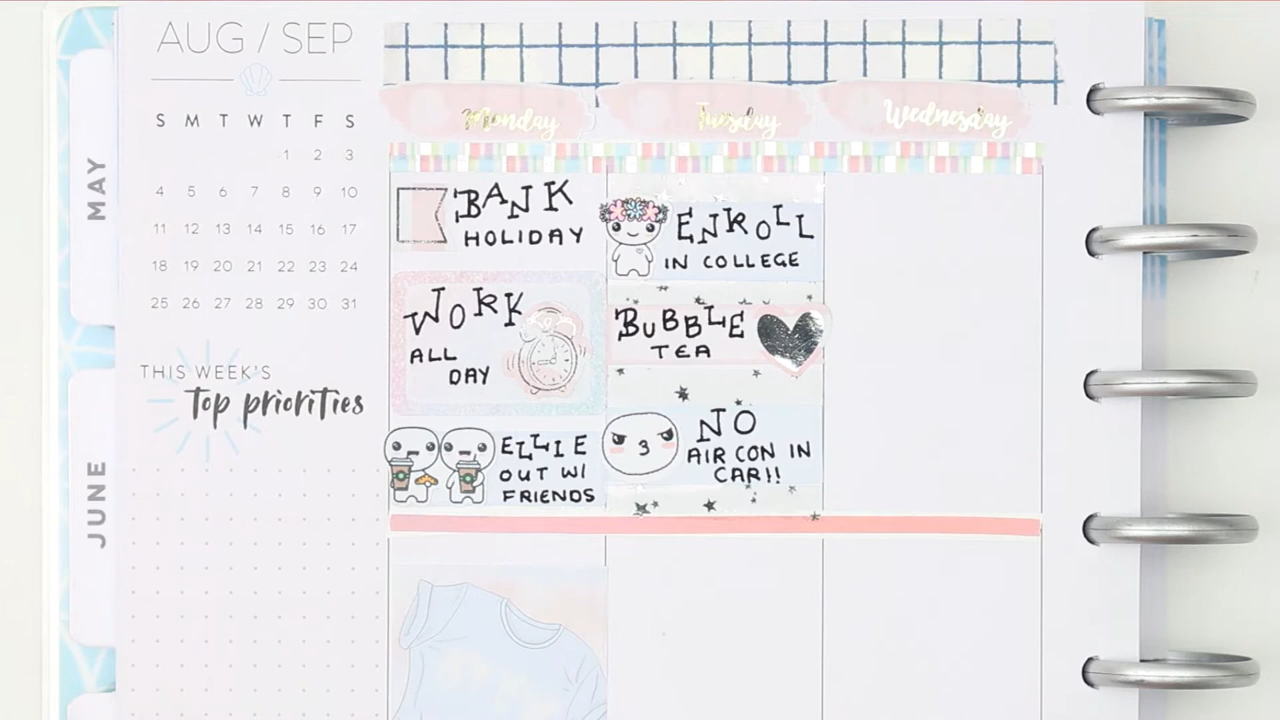 AUG / SEP
S M T W T F S
1 2 3
4 5 6 7 8 9 10
11 12 13 14 15 16 17
18 19 20 21 22 23 24
25 26 27 28 29 30 31
THIS WEEK'S
Top priorities
MAY
JUNE
Monday
BANK
HOLIDAY
WORK
ALL
DAY
ELLIE
OUT W/
FRIENDS
Tuesday
ENROLL
IN COLLEGE
BUBBLE
TEA
NO
AIR CON IN
CAR!!
Wednesday